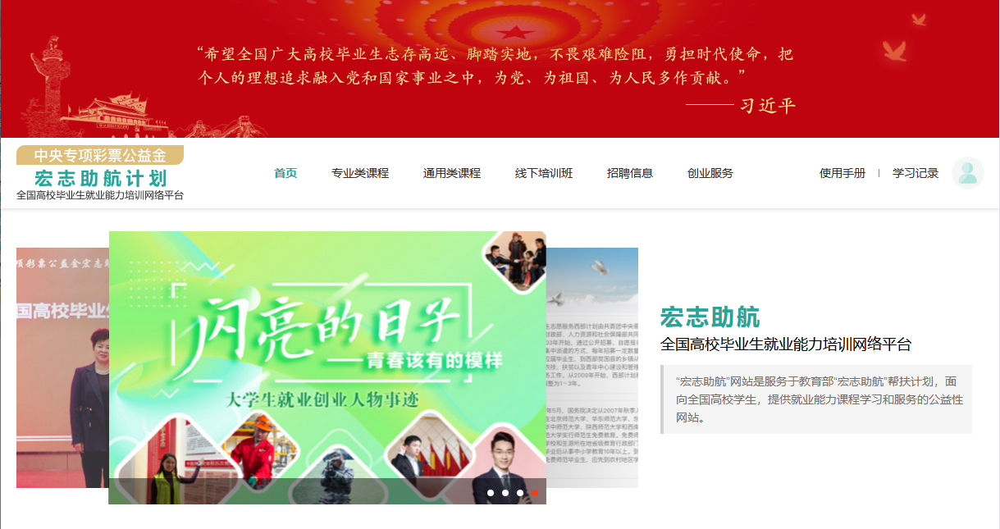 “希望全国广大高校毕业生志存高远、脚踏实地，不畏艰难险阻，勇担时代使命，把
个人的理想追求融入党和国家事业之中，为党、为祖国、为人民多作贡献。”
——习近平
中央专项彩票公益金
宏志助航计划
全国高校毕业生就业能力培训网络平台
首页
专业类课程
通用类课程
线下培训班
招聘信息
创业服务
使用手册
学习记录
项彩票公益金宏志
国高校毕业
闪亮的日子
——青春该有的模样
大学生就业创业人物事迹
宏志助航
全国高校毕业生就业能力培训网络平台
“宏志助航”网站是服务于教育部“宏志助航”帮扶计划，面
向全国高校学生，提供就业能力课程学习和服务的公益性
网站。